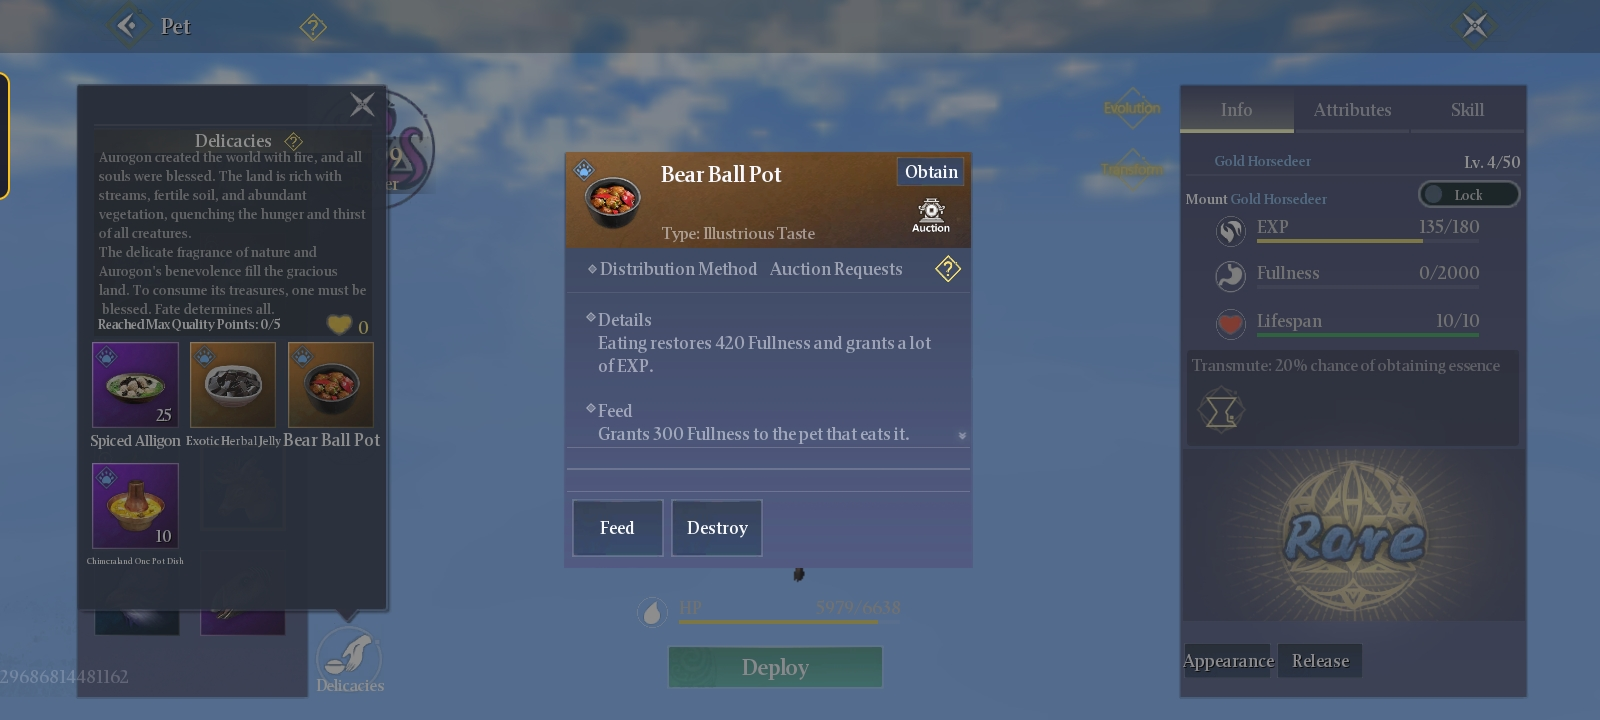 Pet
?
Delicacies ?
Aurogon created the world with fire, and all
souls were blessed. The land is rich with
streams, fertile soil, and abundant
vegetation, quenching the hunger and thirst
of all creatures.
The delicate fragrance of nature and
Aurogon's benevolence fill the gracious
land. To consume its treasures, one must be
blessed. Fate determines all.
Reached Max Quality Points: 0/5
0
25
Spiced Alligon
Exotic Herbal Jelly
Bear Ball Pot
10
Chimeraland One Pot Dish
29686814481162
Delicacies
Bear Ball Pot
Obtain
Type: Illustrious Taste
Auction
Distribution Method Auction Requests ?
Details
Eating restores 420 Fullness and grants a lot
of EXP.
Feed
Grants 300 Fullness to the pet that eats it.
Feed
Destroy
HP 5979/6638
Deploy
Evolution
Transform
Info
Attributes
Skill
Gold Horsedeer Lv. 4/50
Mount Gold Horsedeer Lock
EXP 135/180
Fullness 0/2000
Lifespan 10/10
Transmute: 20% chance of obtaining essence
Rare
Appearance
Release